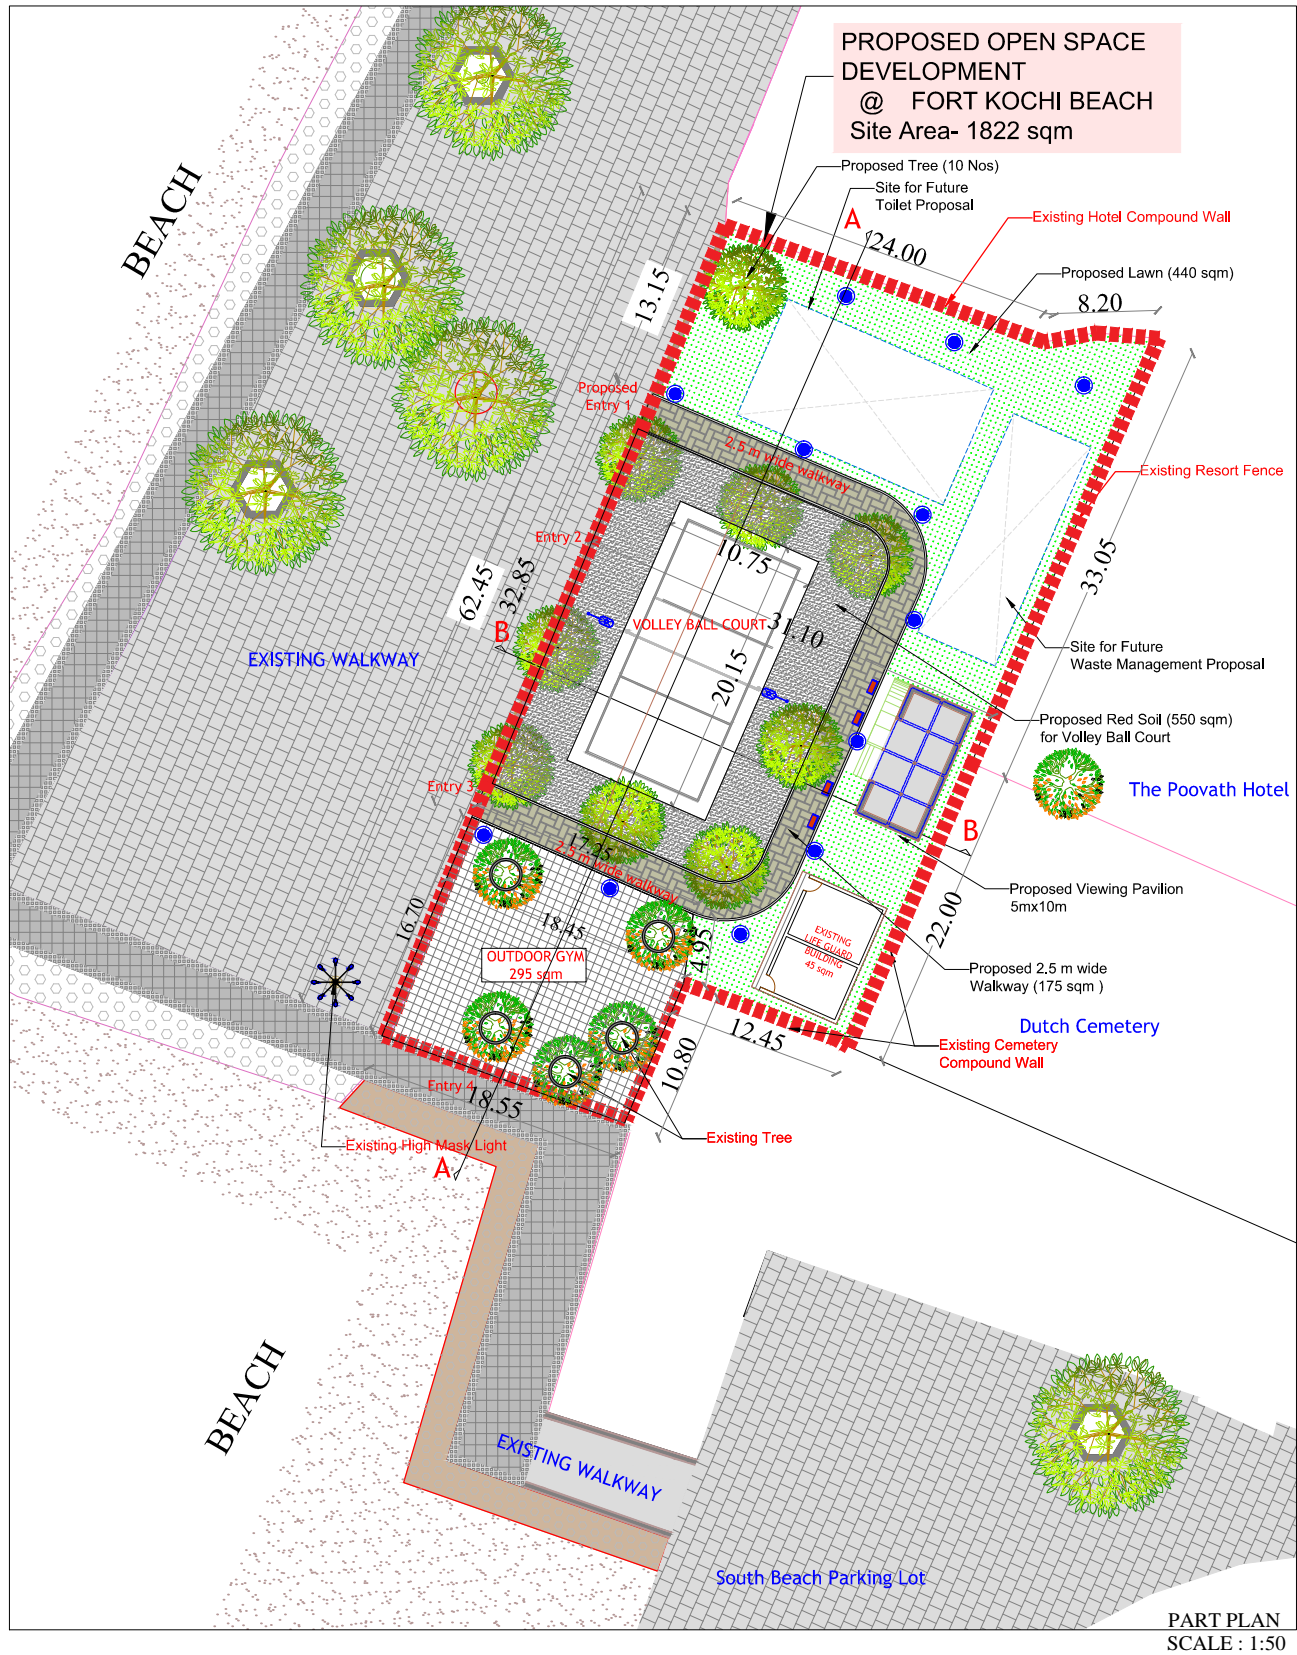 PROPOSED OPEN SPACE
DEVELOPMENT
@ FORT KOCHI BEACH
Site Area- 1822 sqm
Proposed Tree (10 Nos)
Site for Future
Toilet Proposal
BEACH
A
Existing Hotel Compound Wall
24.00
Proposed Lawn (440 sqm)
8.20
13.15
Proposed
Entry 1
2.5 m wide walkway
Existing Resort Fence
Entry 2
10.75
33.05
62.45
32.85
B
VOLLEY BALL COURT
31.10
EXISTING WALKWAY
20.15
Site for Future
Waste Management Proposal
Proposed Red Soil (550 sqm)
for Volley Ball Court
The Poovath Hotel
Entry 3
B
17.25
2.5 m wide walkway
Proposed Viewing Pavilion
5mx10m
16.70
18.45
4.95
22.00
EXISTING
LIFE GUARD
BUILDING
45 sqm
OUTDOOR GYM
295 sqm
Proposed 2.5 m wide
Walkway (175 sqm )
12.45
Dutch Cemetery
Existing Cemetery
Compound Wall
10.80
Entry 4
18.55
Existing Tree
Existing High Mask Light
A
BEACH
EXISTING WALKWAY
South Beach Parking Lot
PART PLAN
SCALE : 1:50